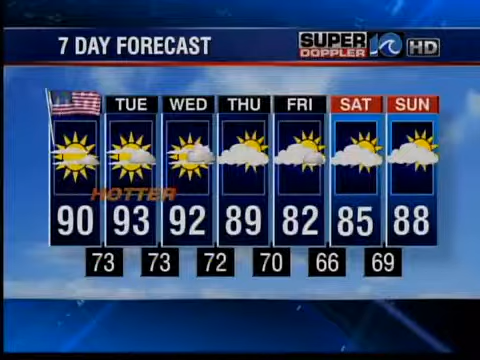 7 DAY FORECAST
SUPER DOPPLER 10 HD
TUE WED THU FRI SAT SUN
HOTTER
90 93 92 89 82 85 88
73 73 72 70 66 69